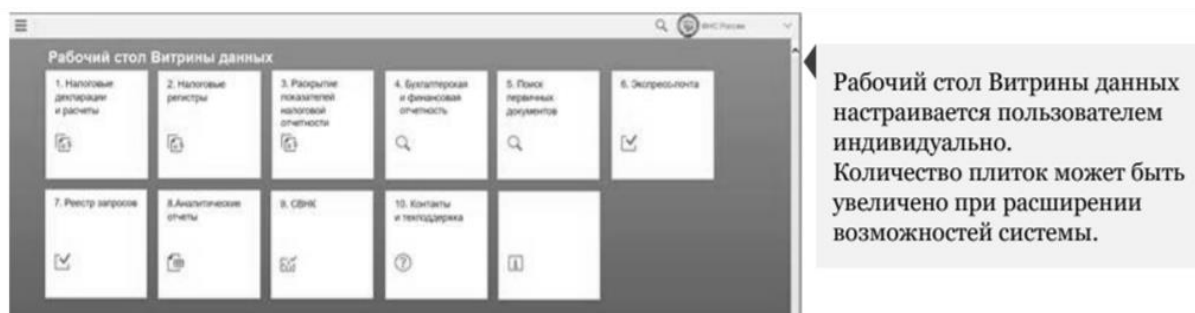 ФНС России
Рабочий стол Витрины данных
1. Налоговые
декларации
и расчеты
2. Налоговые
регистры
3. Раскрытие
показателей
налоговой
отчетности
4. Бухгалтерская
и финансовая
отчетность
5. Поиск
первичных
документов
6. Экспресс-почта
7. Реестр запросов
8.Аналитические
отчеты
9. СВНК
10. Контакты
и техподдержка
Рабочий стол Витрины данных
настраивается пользователем
индивидуально.
Количество плиток может быть
увеличено при расширении
возможностей системы.